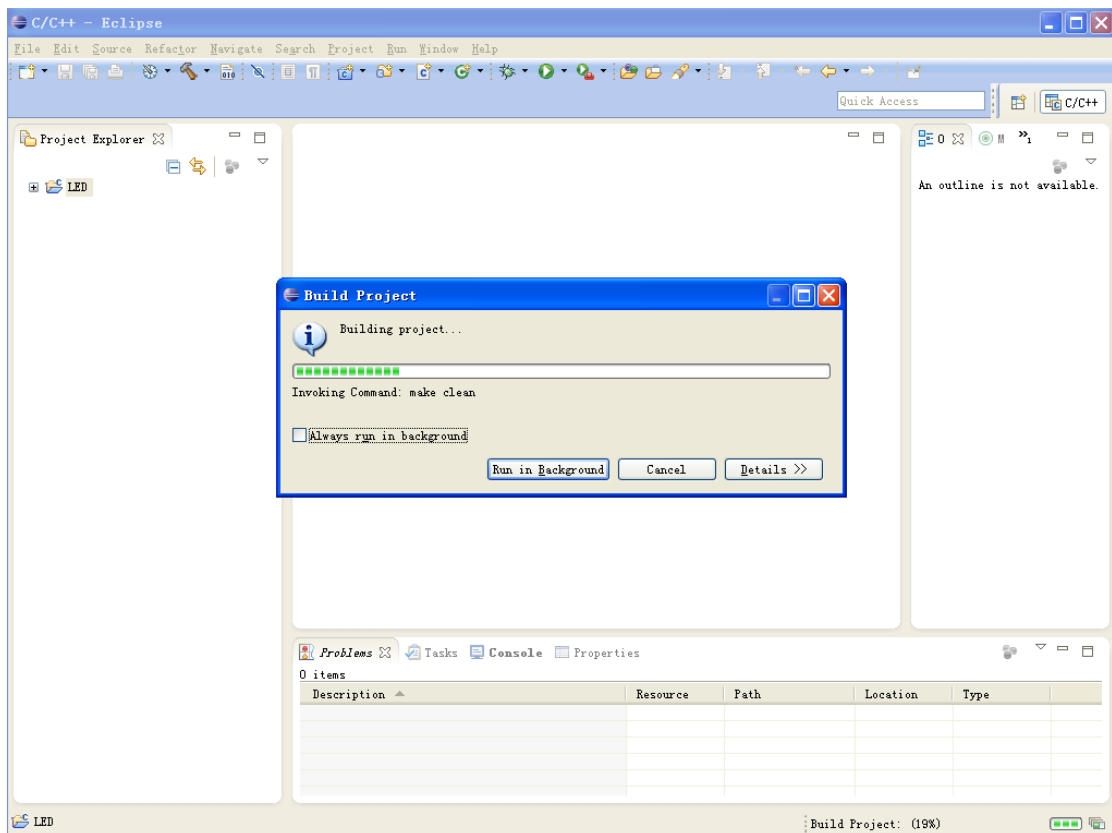 C/C++ - Eclipse
File Edit Source Refactor Navigate Search Project Run Window Help
Quick Access
C/C++
Project Explorer
LED
O M »1
An outline is not available.
Build Project
Building project...
Invoking Command: make clean
Always run in background
Run in Background Cancel Details >>
Problems Tasks Console Properties
0 items
Description Resource Path Location Type
LED
Build Project: (19%)